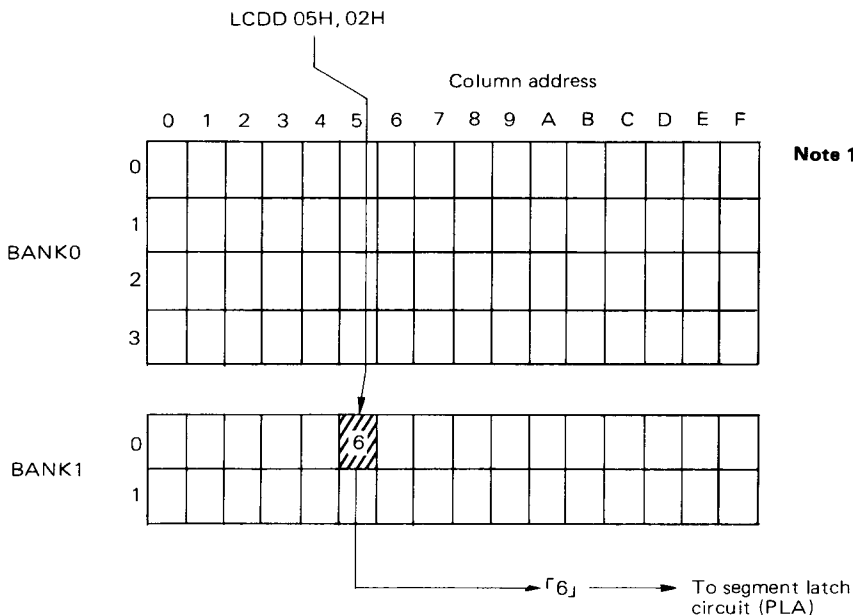 LCDD 05H, 02H
Column address
0 1 2 3 4 5 6 7 8 9 A B C D E F
Note 1
BANK0
0
1
2
3
BANK1
0
6
1
「6」
To segment latch
circuit (PLA)